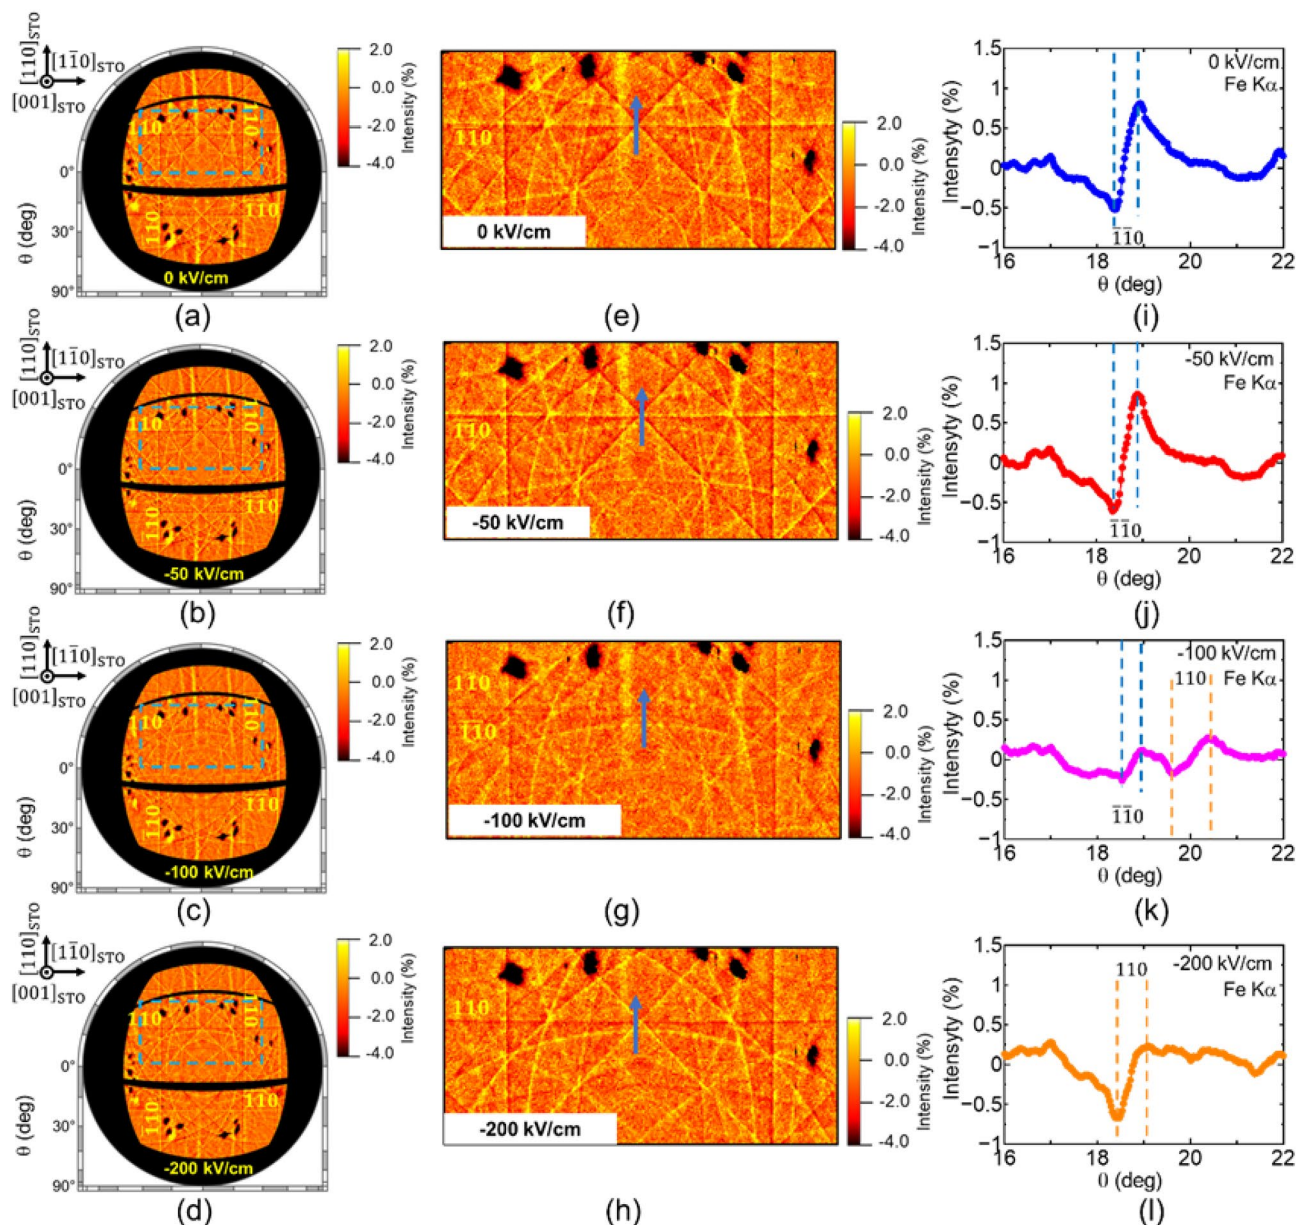 [110]STO
[11̅0]STO
[001]STO
2.0
0.0
-2.0
-4.0
Intensity (%)
110
110
110
110
0°
30°
90°
θ (deg)
0 kV/cm
(a)
110
0 kV/cm
2.0
0.0
-2.0
-4.0
Intensity (%)
(e)
1.5
1
0.5
0
−0.5
−1
Intensyty (%)
0 kV/cm
Fe Kα
1̅1̅0
16
18
20
22
θ (deg)
(i)
[110]STO
[11̅0]STO
[001]STO
2.0
0.0
-2.0
-4.0
Intensity (%)
110
110
110
110
0°
30°
90°
θ (deg)
-50 kV/cm
(b)
110
-50 kV/cm
2.0
0.0
-2.0
-4.0
Intensity (%)
(f)
1.5
1
0.5
0
−0.5
−1
Intensyty (%)
-50 kV/cm
Fe Kα
1̅1̅0
16
18
20
22
θ (deg)
(j)
[110]STO
[11̅0]STO
[001]STO
2.0
0.0
-2.0
-4.0
Intensity (%)
110
110
110
110
0°
30°
90°
θ (deg)
-100 kV/cm
(c)
110
1̅1̅0
-100 kV/cm
2.0
0.0
-2.0
-4.0
Intensity (%)
(g)
1.5
1
0.5
0
−0.5
−1
Intensyty (%)
-100 kV/cm
110 Fe Kα
1̅1̅0
16
18
20
22
θ (deg)
(k)
[110]STO
[11̅0]STO
[001]STO
2.0
0.0
-2.0
-4.0
Intensity (%)
110
110
110
110
0°
30°
90°
θ (deg)
-200 kV/cm
(d)
110
-200 kV/cm
2.0
0.0
-2.0
-4.0
Intensity (%)
(h)
1.5
1
0.5
0
−0.5
−1
Intensyty (%)
110
-200 kV/cm
Fe Kα
16
18
20
22
θ (deg)
(l)